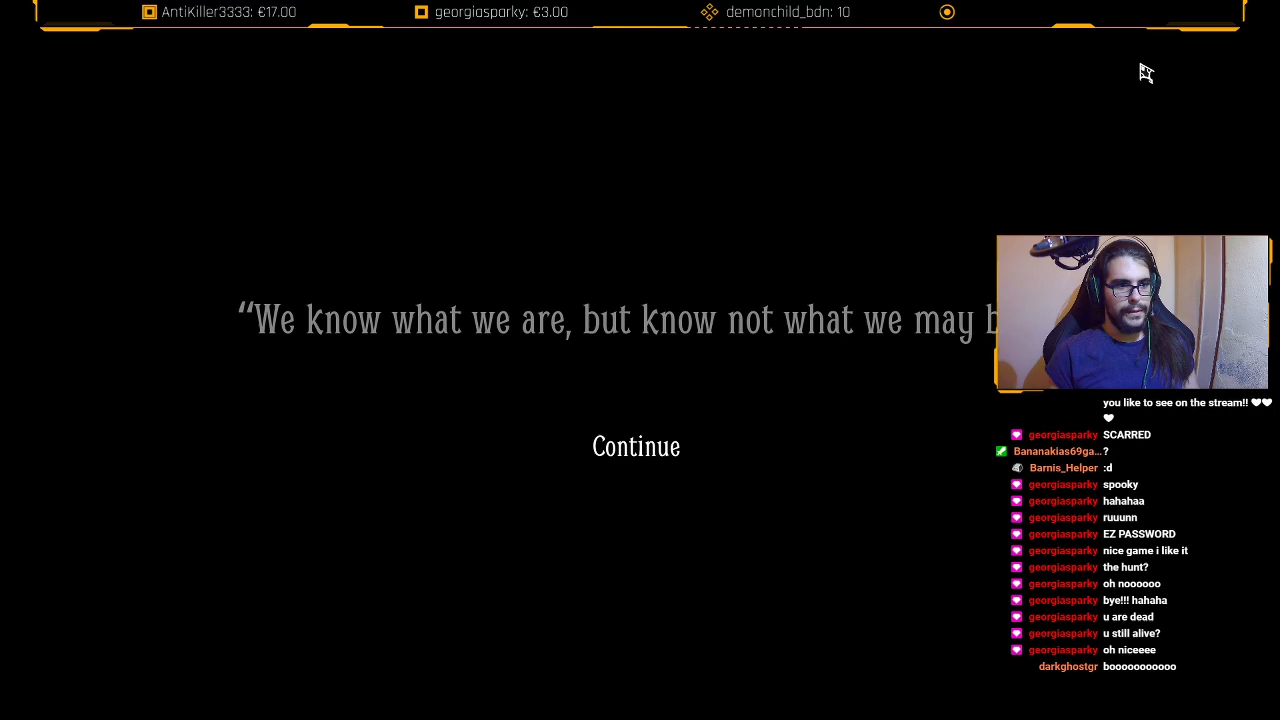 AntiKiller3333: €17.00
georgiasparky: €3.00
demonchild_bdn: 10
“We know what we are, but know not what we may
Continue
you like to see on the stream!!
georgiasparky SCARRED
Bananakias69ga... ?
Barnis_Helper :d
georgiasparky spooky
georgiasparky hahahaa
georgiasparky ruuunn
georgiasparky EZ PASSWORD
georgiasparky nice game i like it
georgiasparky the hunt?
georgiasparky oh noooooo
georgiasparky bye!!! hahaha
georgiasparky u are dead
georgiasparky u still alive?
georgiasparky oh niceeee
darkghostgr booooooooooo